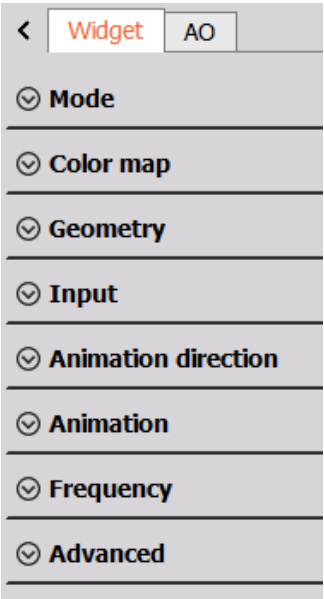 Widget AO
Mode
Color map
Geometry
Input
Animation direction
Animation
Frequency
Advanced